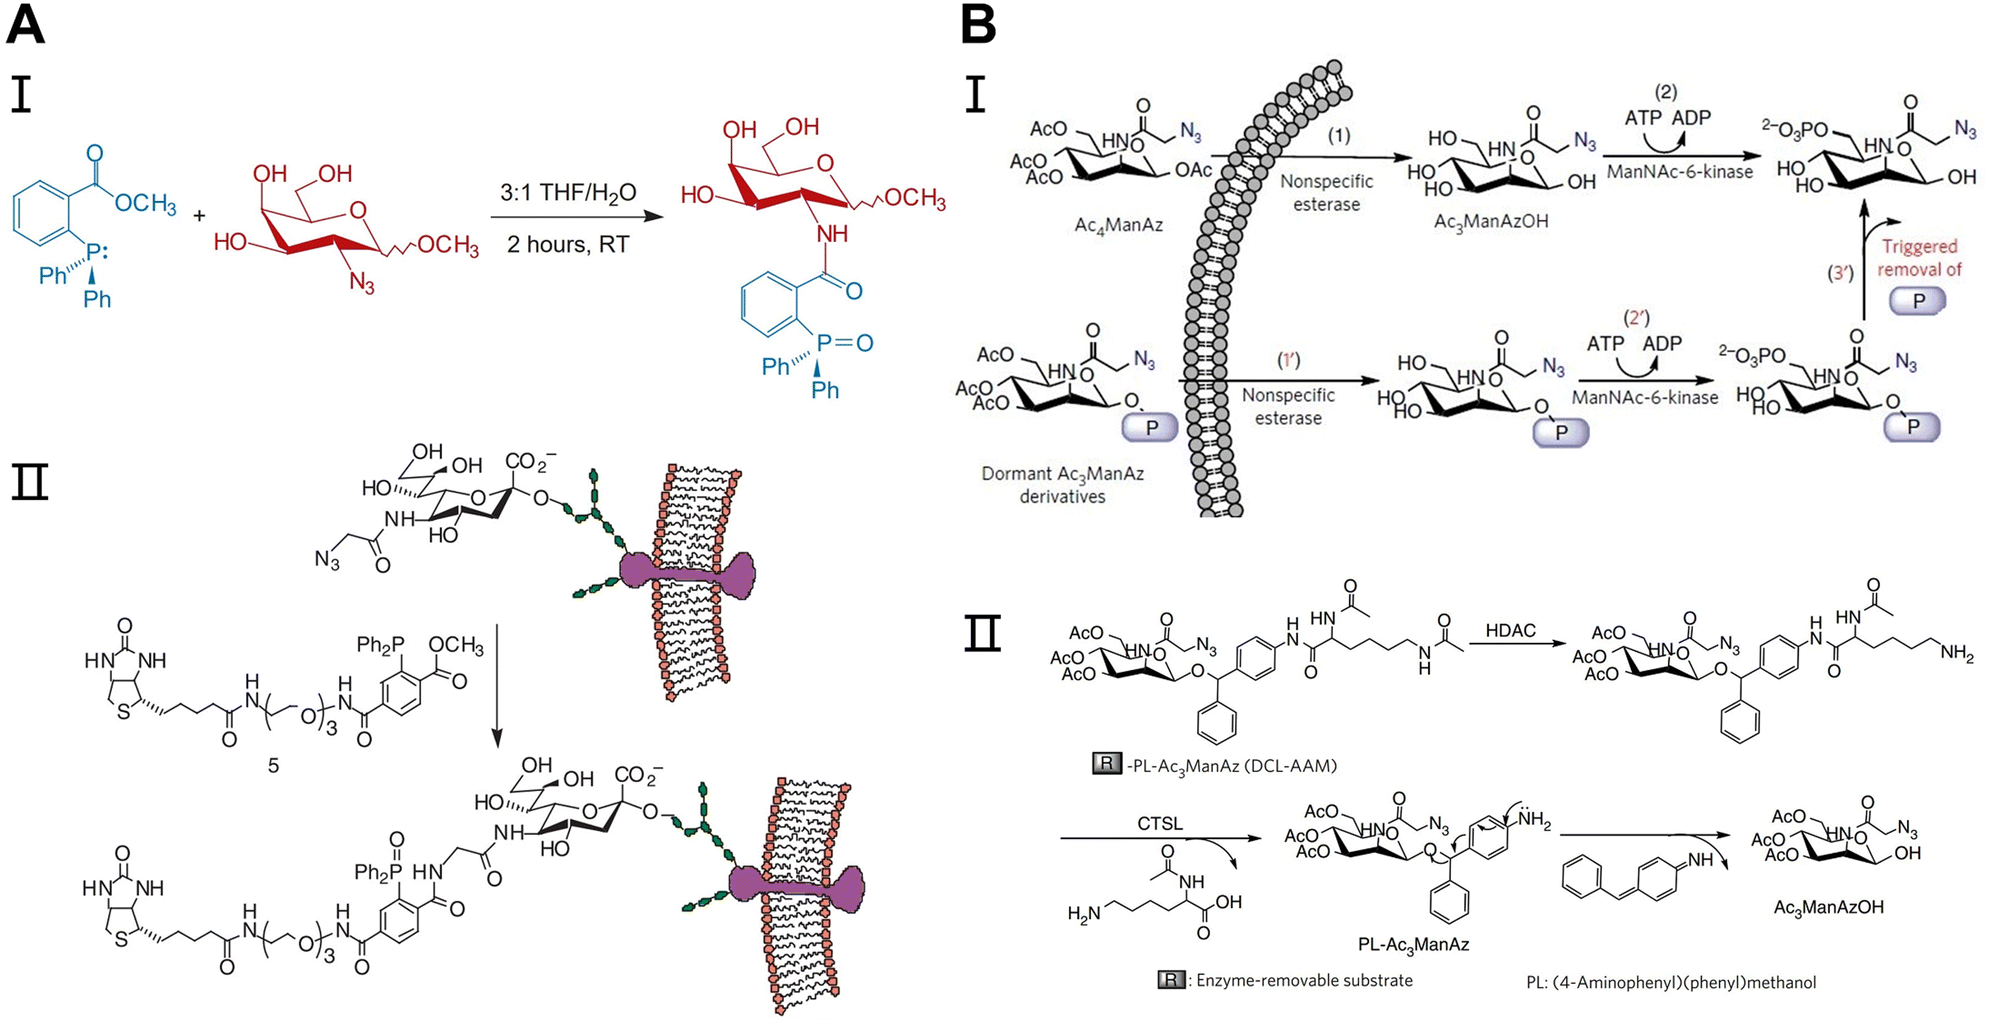 A
I
O
OCH₃
P:
Ph
Ph
+
OH
OH
O
HO
OCH₃
N₃
3:1 THF/H₂O
2 hours, RT
OH
OH
O
HO
OCH₃
NH
O
P=O
Ph
Ph
II
OH
OH
HO
CO₂⁻
O
O
NH
HO
N₃
O
O
HN
NH
S
O
H
N
O
3
H
N
O
Ph₂P
OCH₃
O
5
OH
OH
HO
CO₂⁻
O
O
NH
HO
O
HN
O
Ph₂P
O
O
HN
NH
S
O
H
N
O
3
H
N
O
B
I
AcO
HN
O
N₃
O
AcO
AcO
OAc
Ac₄ManAz
(1)
Nonspecific
esterase
HO
HN
O
N₃
O
HO
HO
OH
Ac₃ManAzOH
(2)
ATP ADP
ManNAc-6-kinase
²⁻O₃PO
HN
O
N₃
O
HO
HO
OH
(3′)
Triggered
removal of
P
AcO
HN
O
N₃
O
AcO
AcO
O
P
Dormant Ac₃ManAz
derivatives
(1′)
Nonspecific
esterase
HO
HN
O
N₃
O
HO
HO
O
P
(2′)
ATP ADP
ManNAc-6-kinase
²⁻O₃PO
HN
O
N₃
O
HO
HO
O
P
II
AcO
HN
O
N₃
O
AcO
AcO
O
H
N
O
HN
O
N
H
O
R -PL-Ac₃ManAz (DCL-AAM)
HDAC
AcO
HN
O
N₃
O
AcO
AcO
O
H
N
O
HN
O
NH₂
CTSL
O
NH
H₂N
OH
O
AcO
HN
O
N₃
O
AcO
AcO
O
NH₂
PL-Ac₃ManAz
NH
AcO
HN
O
N₃
O
AcO
AcO
OH
Ac₃ManAzOH
R : Enzyme-removable substrate
PL: (4-Aminophenyl)(phenyl)methanol